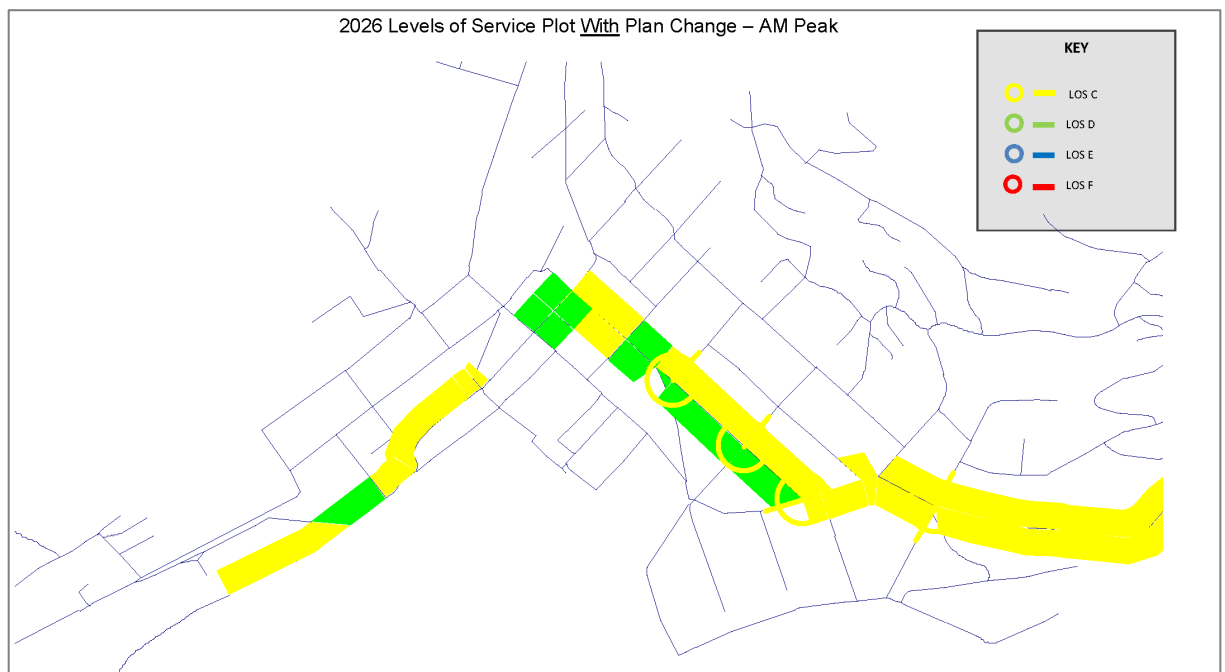 2026 Levels of Service Plot With Plan Change – AM Peak
KEY
LOS C
LOS D
LOS E
LOS F